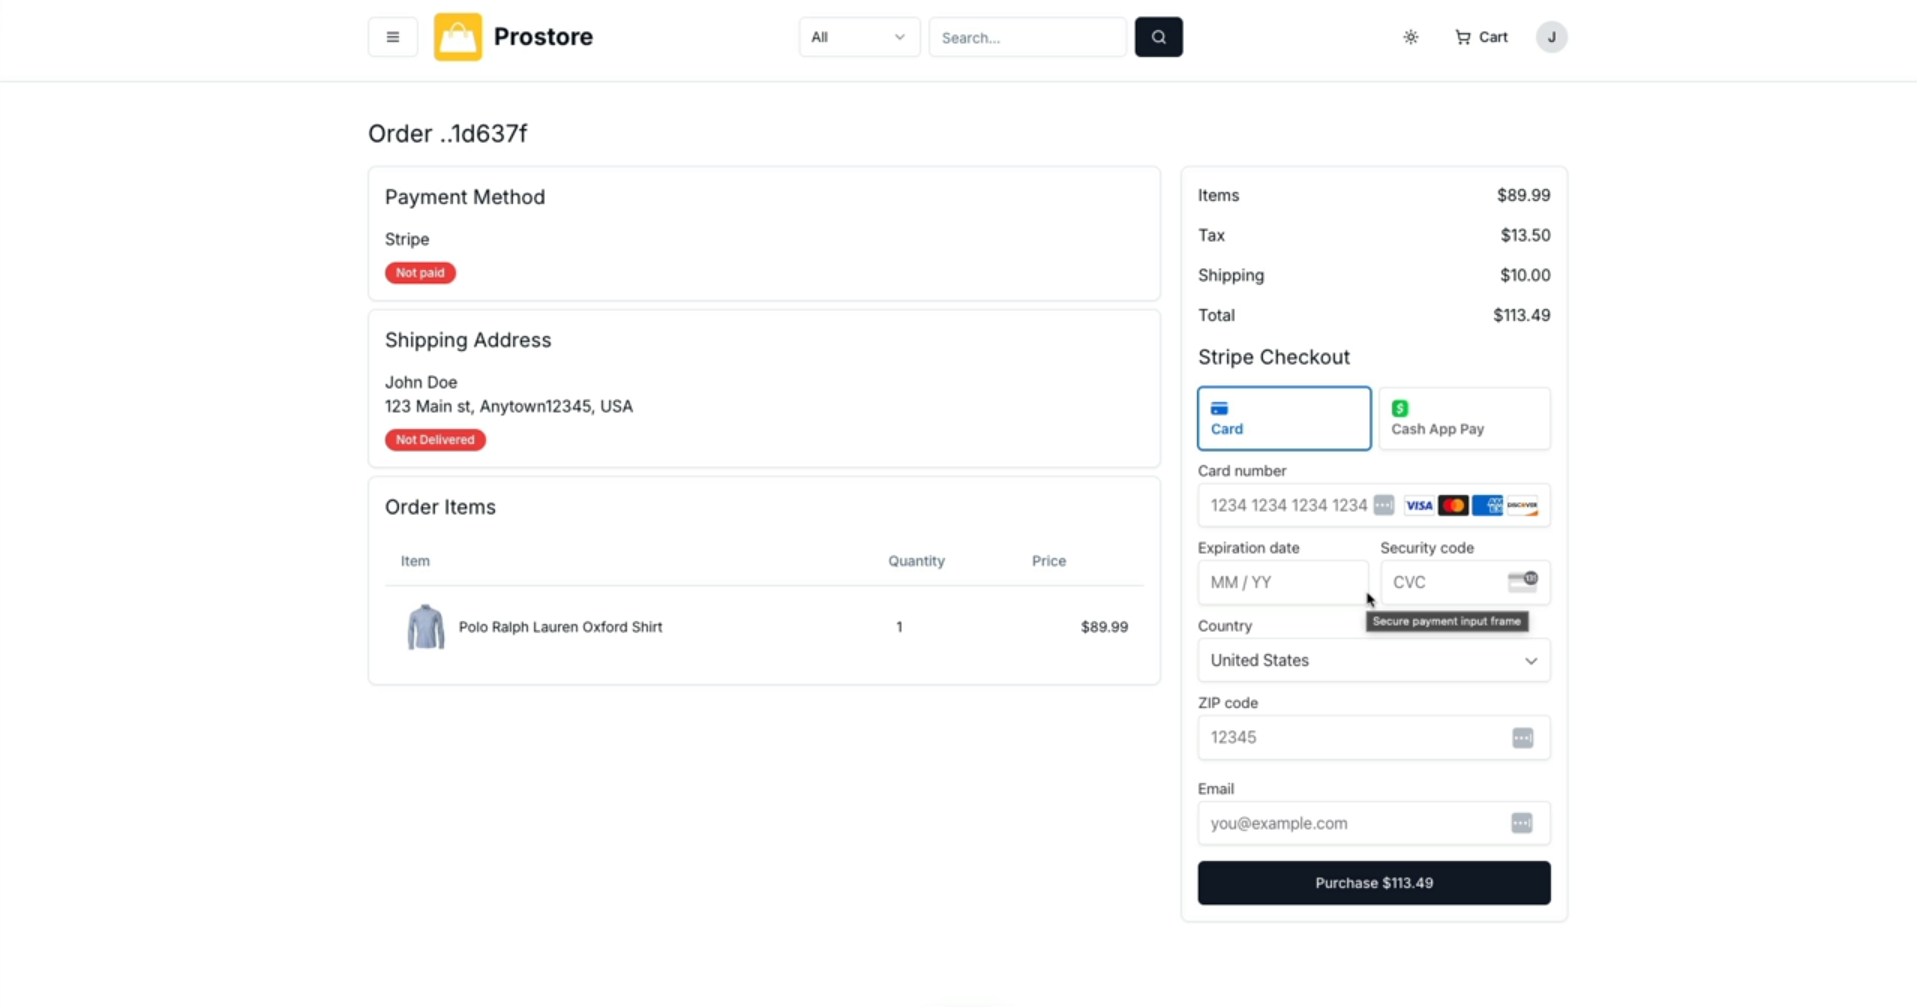 Prostore
All
Search...
Cart
J
Order ..1d637f
Payment Method
Stripe
Not paid
Shipping Address
John Doe
123 Main st, Anytown12345, USA
Not Delivered
Order Items
Item Quantity Price
Polo Ralph Lauren Oxford Shirt 1 $89.99
Items $89.99
Tax $13.50
Shipping $10.00
Total $113.49
Stripe Checkout
Card
$
Cash App Pay
Card number
1234 1234 1234 1234 VISA AM EX DISCOVER
Expiration date Security code
MM / YY CVC 135
Secure payment input frame
Country
United States
ZIP code
12345
Email
you@example.com
Purchase $113.49